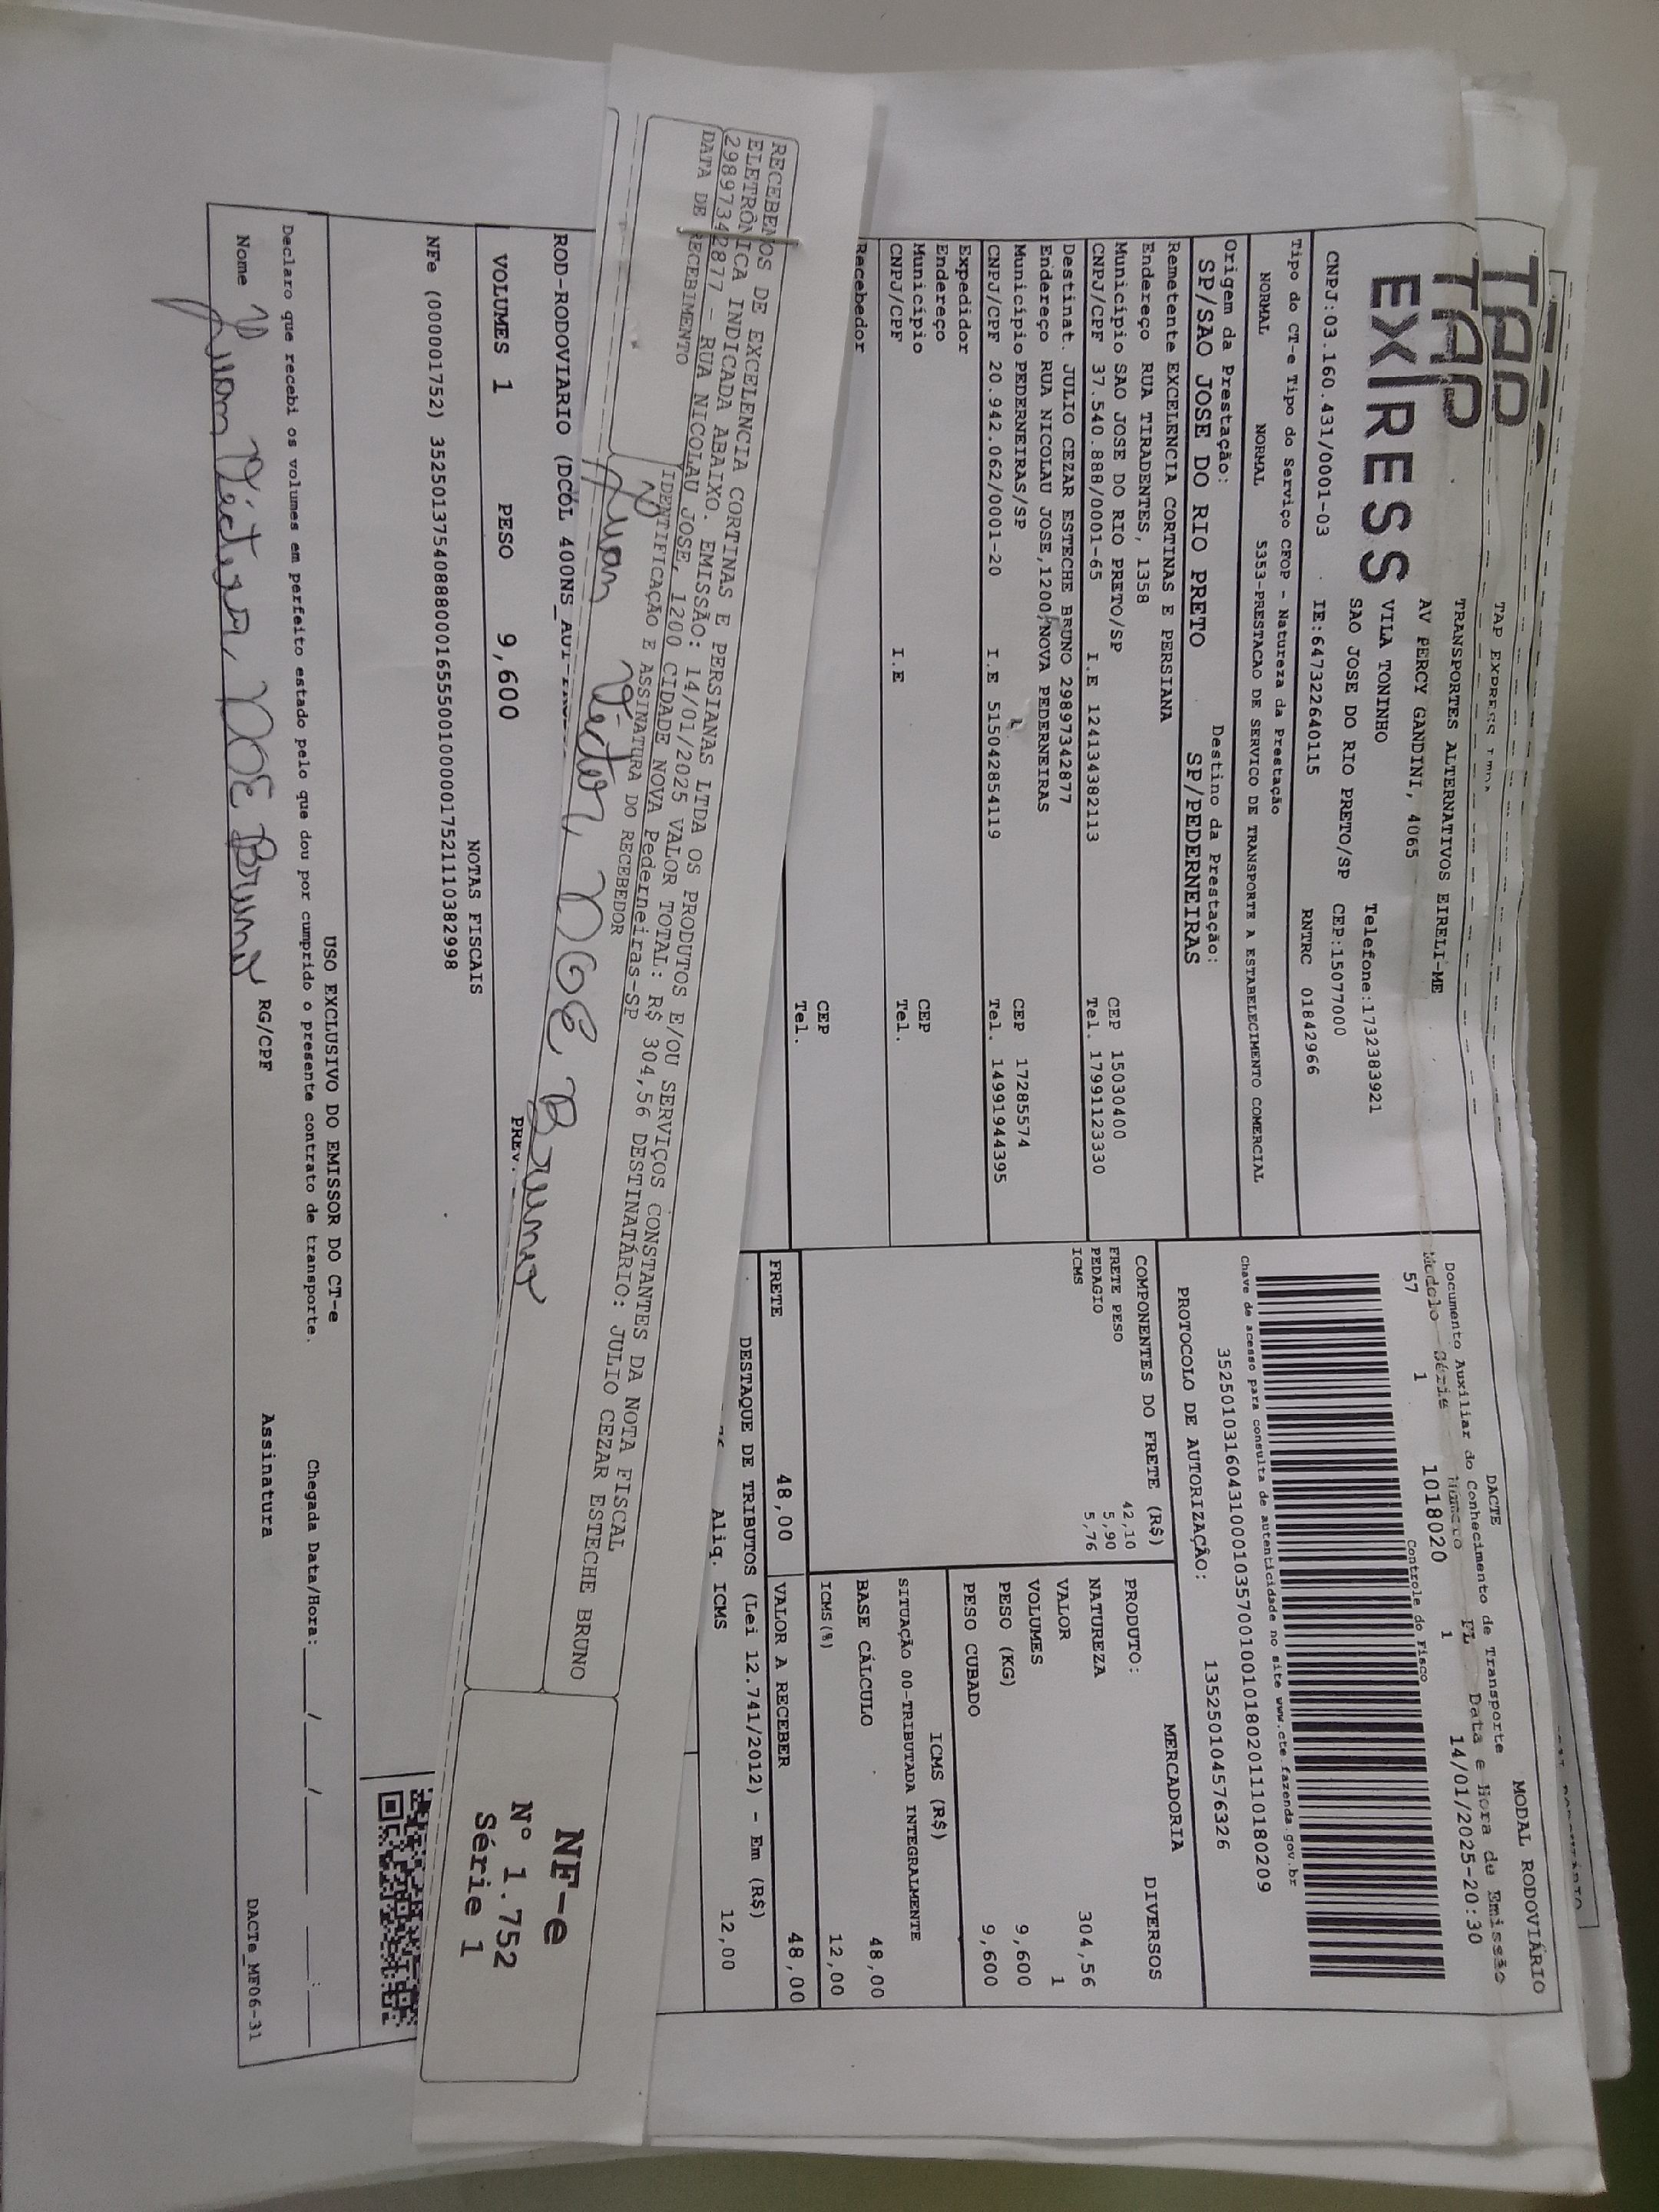 TAP
TAP EXPRESS LTDA
TAP
EXPRESS
TRANSPORTES ALTERNATIVOS EIRELI-ME
AV PERCY GANDINI, 4065
VILA TONINHO
SAO JOSE DO RIO PRETO/SP
Telefone:1732383921
CEP:15077000
CNPJ:03.160.431/0001-03
IE:647322640115
RNTRC 01842966
DACTE
MODAL RODOVIÁRIO
Documento Auxiliar do Conhecimento de Transporte
Modelo Série Número FL Data e Hora de Emissão
57 1 1018020 1 14/01/2025-20:30
Controle do Fisco
Chave de acesso para consulta de autenticidade no site www.cte.fazenda.gov.br
35250103160431000103570010010180201110180209
PROTOCOLO DE AUTORIZAÇÃO: 135250104576326
Tipo do CT-e Tipo do Serviço CFOP - Natureza da Prestação
NORMAL NORMAL 5353-PRESTACAO DE SERVICO DE TRANSPORTE A ESTABELECIMENTO COMERCIAL
Origem da Prestação: Destino da Prestação:
SP/SAO JOSE DO RIO PRETO SP/PEDERNEIRAS
Remetente EXCELENCIA CORTINAS E PERSIANA
Endereço RUA TIRADENTES, 1358
Município SAO JOSE DO RIO PRETO/SP CEP 15030400
CNPJ/CPF 37.540.888/0001-65 I.E 124134382113 Tel. 17991123330
Destinat. JULIO CEZAR ESTECHE BRUNO 29897342877
Endereço RUA NICOLAU JOSE,1200,NOVA PEDERNEIRAS
Município PEDERNEIRAS/SP CEP 17285574
CNPJ/CPF 20.942.062/0001-20 I.E 515042854119 Tel. 14991944395
Expedidor
Endereço
Município CEP
CNPJ/CPF I.E Tel.
Recebedor
CEP
Tel.
COMPONENTES DO FRETE (R$)
FRETE PESO 42,10
PEDAGIO 5,90
ICMS 5,76
MERCADORIA
PRODUTO: DIVERSOS
NATUREZA
VALOR 304,56
VOLUMES 1
PESO (KG) 9,600
PESO CUBADO 9,600
ICMS (R$)
SITUAÇÃO 00-TRIBUTADA INTEGRALMENTE
BASE CÁLCULO 48,00
ICMS(%) 12,00
FRETE 48,00 VALOR A RECEBER 48,00
DESTAQUE DE TRIBUTOS (Lei 12.741/2012) - Em (R$)
Aliq. ICMS 12,00
RECEBEMOS DE EXCELENCIA CORTINAS E PERSIANAS LTDA OS PRODUTOS E/OU SERVIÇOS CONSTANTES DA NOTA FISCAL
ELETRÔNICA INDICADA ABAIXO. EMISSÃO: 14/01/2025 VALOR TOTAL: R$ 304,56 DESTINATÁRIO: JULIO CEZAR ESTECHE BRUNO
29897342877 - RUA NICOLAU JOSE, 1200 CIDADE NOVA Pederneiras-SP
DATA DE RECEBIMENTO
IDENTIFICAÇÃO E ASSINATURA DO RECEBEDOR
Bruno
NF-e
Nº 1.752
Série 1
ROD-RODOVIARIO
VOLUMES 1 PESO 9,600 PREV.
NOTAS FISCAIS
NFe (000001752) 35250137540888000165550010000017521110382998
USO EXCLUSIVO DO EMISSOR DO CT-e
Declaro que recebi os volumes em perfeito estado pelo que dou por cumprido o presente contrato de transporte.
Chegada Data/Hora: ____/____/____ ____:____
Nome Bruno RG/CPF Assinatura
DACTe_MF06-31